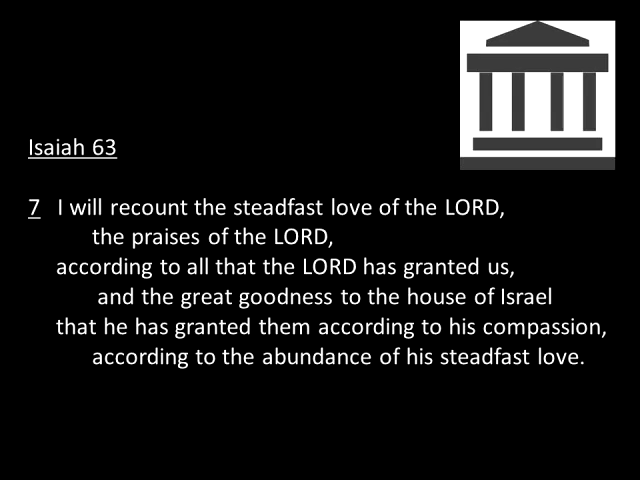 Isaiah 63
7 I will recount the steadfast love of the LORD,
the praises of the LORD,
according to all that the LORD has granted us,
and the great goodness to the house of Israel
that he has granted them according to his compassion,
according to the abundance of his steadfast love.